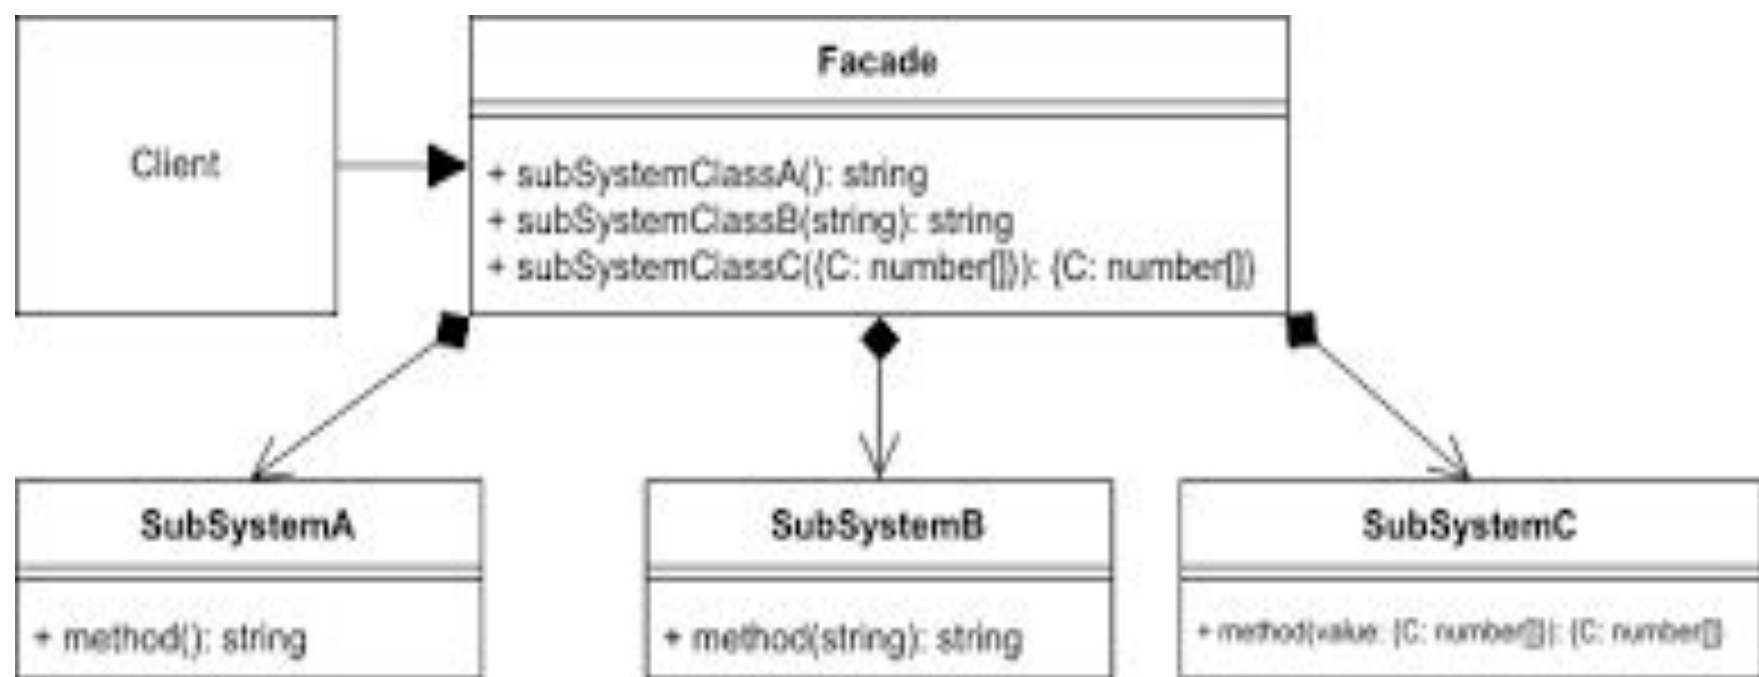 Facade
Client
+ subSystemClassA(): string
+ subSystemClassB(string): string
+ subSystemClassC({C: number[]}): {C: number[]}
SubSystemA
SubSystemB
SubSystemC
+ method(): string
+ method(string): string
+ method(value: {C: number[]}): {C: number[]